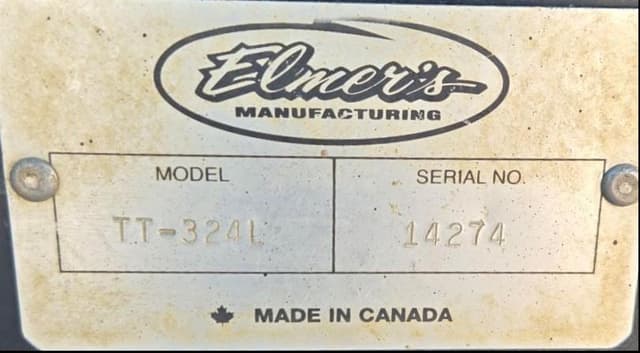 Elmer's
MANUFACTURING
MODEL SERIAL NO.
TT-324L 14274
MADE IN CANADA